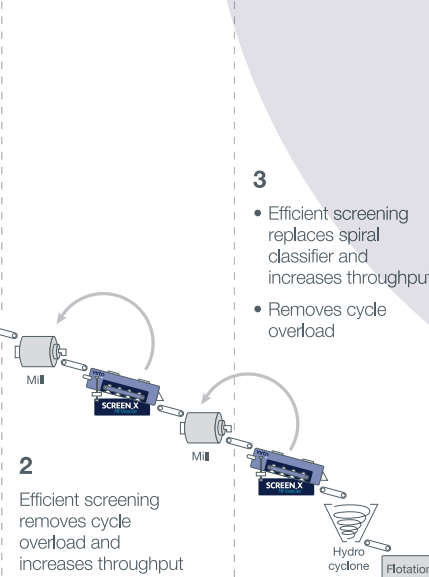 3
• Efficient screening
replaces spiral
classifier and
increases throughput
• Removes cycle
overload
Mill
SCREEN.X
Mill
SCREEN.X
2
Efficient screening
removes cycle
overload and
increases throughput
Hydro
cyclone
Flotation